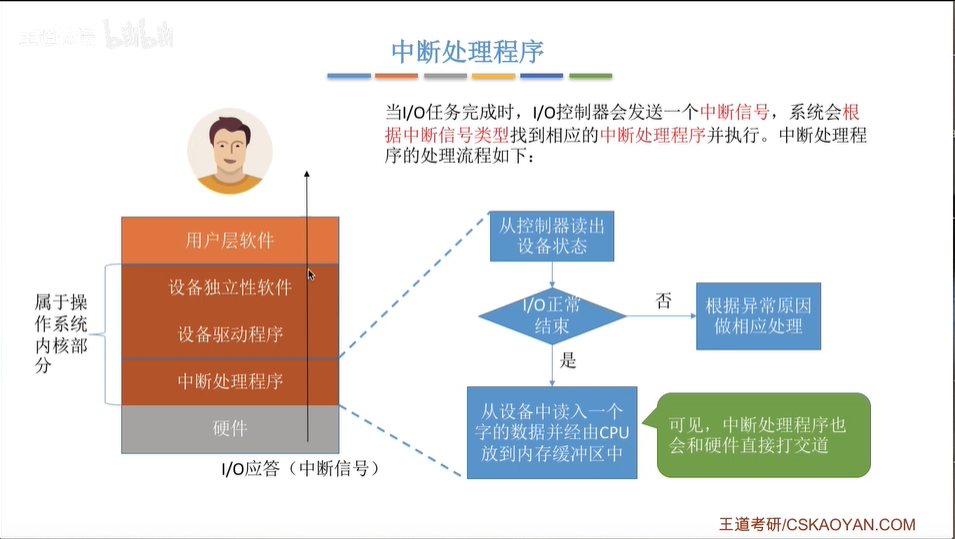 王道考研 bilibili
中断处理程序
当I/O任务完成时，I/O控制器会发送一个中断信号，系统会根
据中断信号类型找到相应的中断处理程序并执行。中断处理程
序的处理流程如下：
用户层软件
设备独立性软件
设备驱动程序
中断处理程序
硬件
属于操
作系统
内核部
分
I/O应答（中断信号）
从控制器读出
设备状态
I/O正常
结束
否
根据异常原因
做相应处理
是
从设备中读入一个
字的数据并经由CPU
放到内存缓冲区中
可见，中断处理程序也
会和硬件直接打交道
王道考研/CSKAOYAN.COM